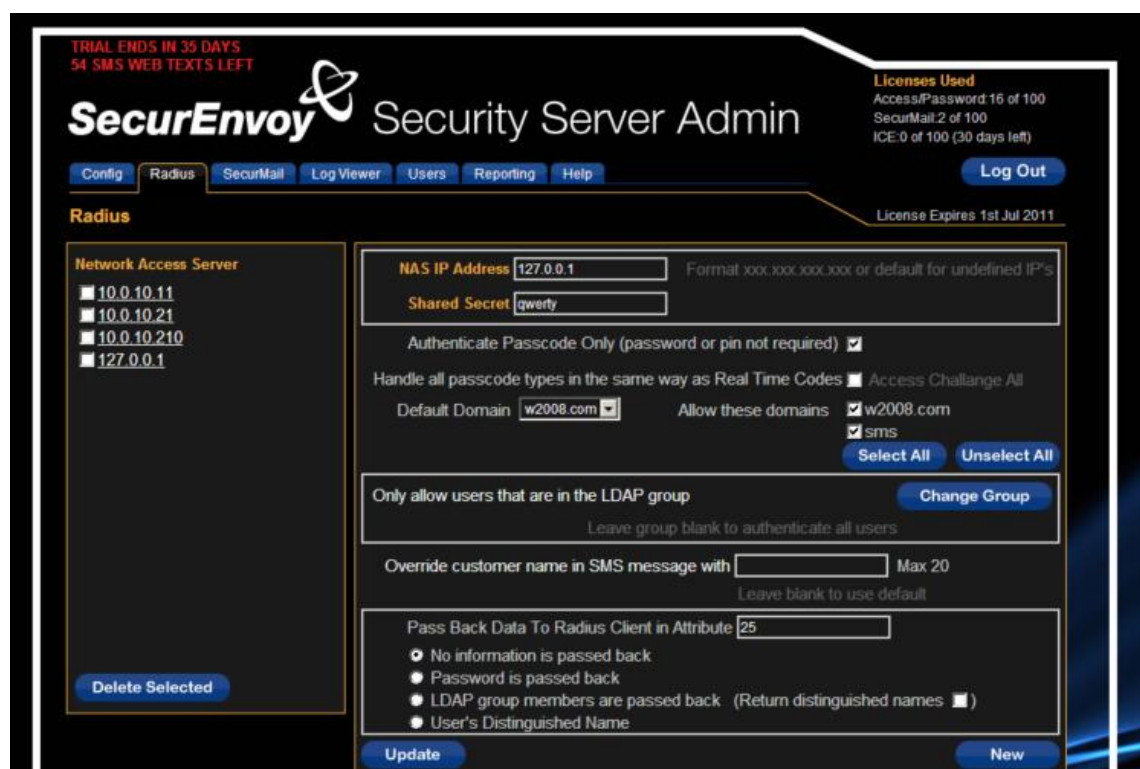 TRIAL ENDS IN 35 DAYS
54 SMS WEB TEXTS LEFT
SecurEnvoy Security Server Admin
Licenses Used
Access/Password:16 of 100
SecurMail:2 of 100
ICE:0 of 100 (30 days left)
Config Radius SecurMail Log Viewer Users Reporting Help
Log Out
Radius
License Expires 1st Jul 2011
Network Access Server
10.0.10.11
10.0.10.21
10.0.10.210
127.0.0.1
Delete Selected
NAS IP Address 127.0.0.1 Format xxx.xxx.xxx.xxx or default for undefined IP's
Shared Secret qwerty
Authenticate Passcode Only (password or pin not required)
Handle all passcode types in the same way as Real Time Codes Access Challange All
Default Domain w2008.com Allow these domains w2008.com
sms
Select All Unselect All
Only allow users that are in the LDAP group Change Group
Leave group blank to authenticate all users
Override customer name in SMS message with Max 20
Leave blank to use default
Pass Back Data To Radius Client in Attribute 25
No information is passed back
Password is passed back
LDAP group members are passed back (Return distinguished names )
User's Distinguished Name
Update New